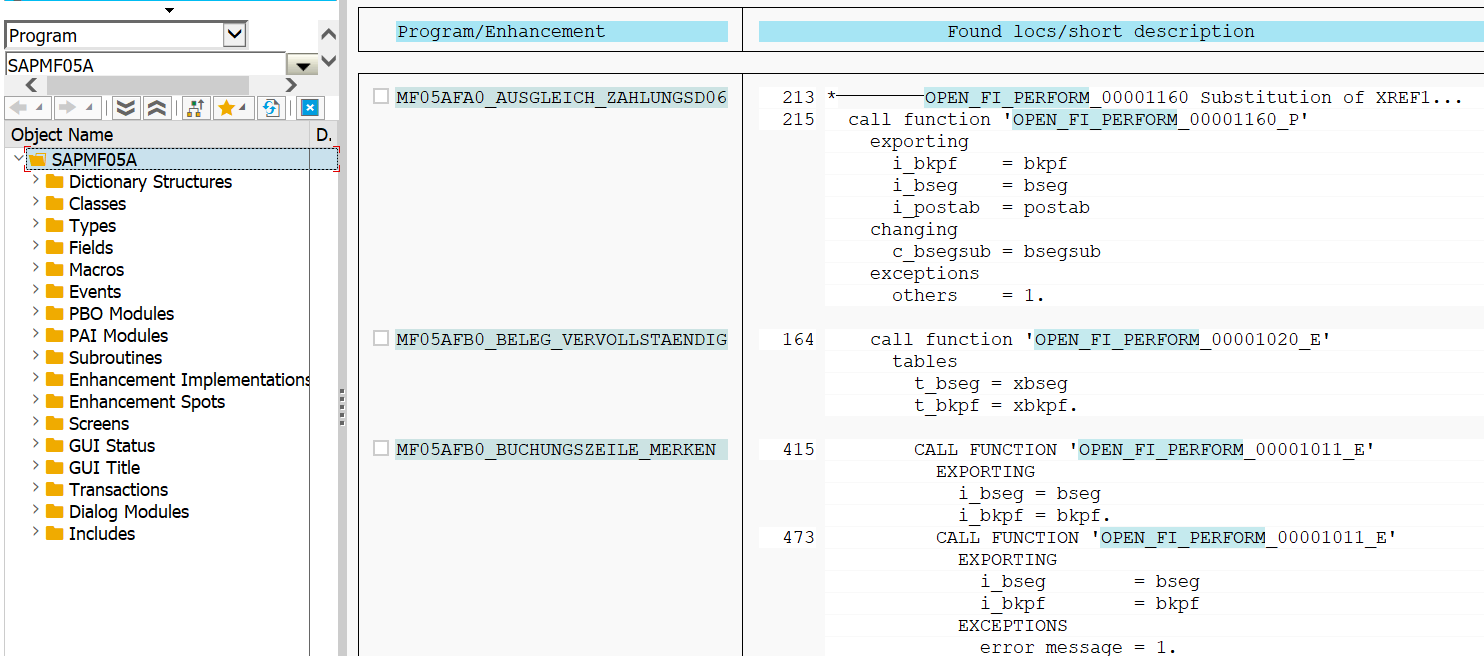 Program
SAPMF05A
Object Name D.
SAPMF05A
Dictionary Structures
Classes
Types
Fields
Macros
Events
PBO Modules
PAI Modules
Subroutines
Enhancement Implementations
Enhancement Spots
Screens
GUI Status
GUI Title
Transactions
Dialog Modules
Includes
Program/Enhancement Found locs/short description
MF05AFA0_AUSGLEICH_ZAHLUNGSD06 213 *————OPEN_FI_PERFORM_00001160 Substitution of XREF1...
215 call function 'OPEN_FI_PERFORM_00001160_P'
exporting
i_bkpf = bkpf
i_bseg = bseg
i_postab = postab
changing
c_bsegsub = bsegsub
exceptions
others = 1.
MF05AFB0_BELEG_VERVOLLSTAENDIG 164 call function 'OPEN_FI_PERFORM_00001020_E'
tables
t_bseg = xbseg
t_bkpf = xbkpf.
MF05AFB0_BUCHUNGSZEILE_MERKEN 415 CALL FUNCTION 'OPEN_FI_PERFORM_00001011_E'
EXPORTING
i_bseg = bseg
i_bkpf = bkpf.
473 CALL FUNCTION 'OPEN_FI_PERFORM_00001011_E'
EXPORTING
i_bseg = bseg
i_bkpf = bkpf
EXCEPTIONS
error_message = 1.